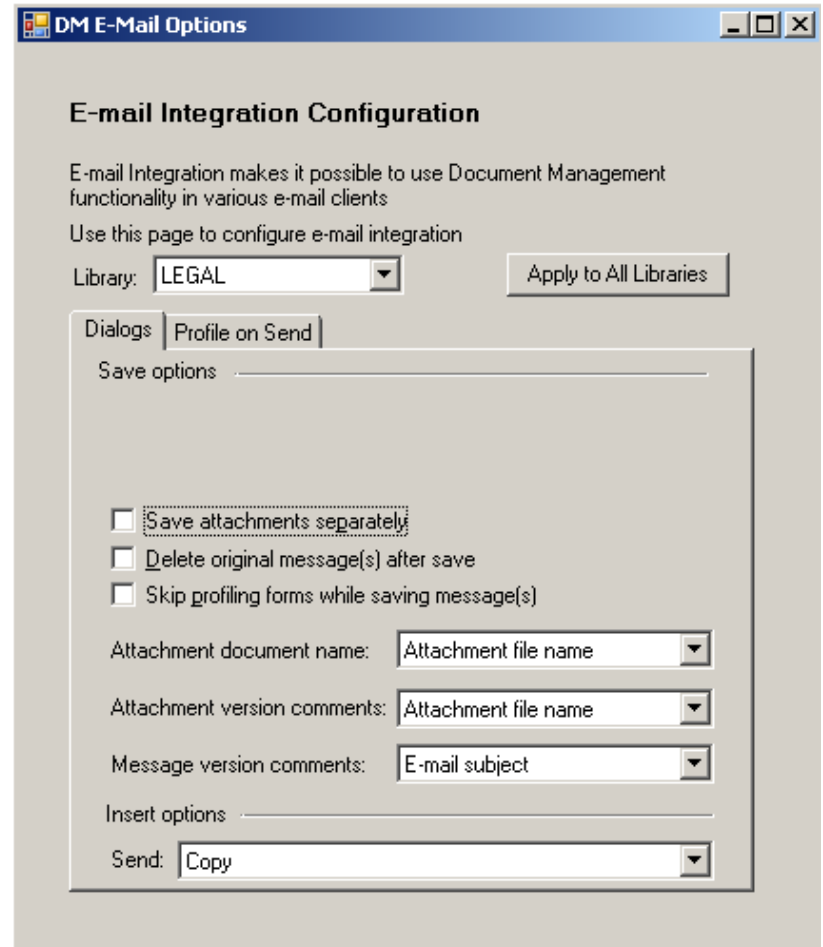 DM E-Mail Options
E-mail Integration Configuration
E-mail Integration makes it possible to use Document Management
functionality in various e-mail clients
Use this page to configure e-mail integration
Library: LEGAL Apply to All Libraries
Dialogs Profile on Send
Save options
Save attachments separately
Delete original message(s) after save
Skip profiling forms while saving message(s)
Attachment document name: Attachment file name
Attachment version comments: Attachment file name
Message version comments: E-mail subject
Insert options
Send: Copy